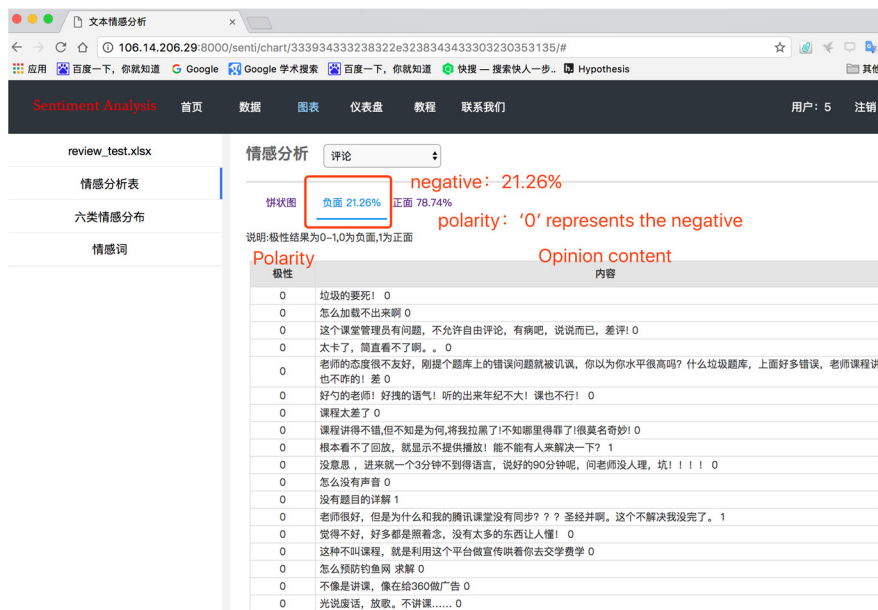 文本情感分析
106.14.206.29:8000/senti/chart/333934333238322e3238343433303230353135/#
应用 百度一下，你就知道 Google Google 学术搜索 百度一下，你就知道 快搜 — 搜索快人一步.. Hypothesis 其他
Sentiment Analysis 首页 数据 图表 仪表盘 教程 联系我们 用户：5 注销
review_test.xlsx
情感分析表
六类情感分布
情感词
情感分析 评论
negative：21.26%
饼状图 负面 21.26% 正面 78.74%
polarity：‘0’ represents the negative
说明:极性结果为0–1,0为负面,1为正面
Polarity Opinion content
极性 内容
0 垃圾的要死！ 0
0 怎么加载不出来啊 0
0 这个课堂管理员有问题，不允许自由评论，有病吧，说说而已，差评! 0
0 太卡了，简直看不了啊。。0
0 老师的态度很不友好，刚提个题库上的错误问题就被讥讽，你以为你水平很高吗？什么垃圾题库，上面好多错误，老师课程讲
也不咋的！差 0
0 好勺的老师！好拽的语气！听的出来年纪不大！课也不行！ 0
0 课程太差了 0
0 课程讲得不错,但不知是为何,将我拉黑了!不知哪里得罪了!很莫名奇妙! 0
0 根本看不了回放，就显示不提供播放！能不能有人来解决一下？ 1
0 没意思 ，进来就一个3分钟不到得语言，说好的90分钟呢，问老师没人理，坑！！！！ 0
0 怎么没有声音 0
0 没有题目的详解 1
0 老师很好，但是为什么和我的腾讯课堂没有同步？？？圣经并啊。这个不解决我没完了。 1
0 觉得不好，好多都是照着念，没有太多的东西让人懂！ 0
0 这种不叫课程，就是利用这个平台做宣传哄着你去交学费学 0
0 怎么预防钓鱼网 求解 0
0 不像是讲课，像在给360做广告 0
0 光说废话，放歌。不讲课…… 0